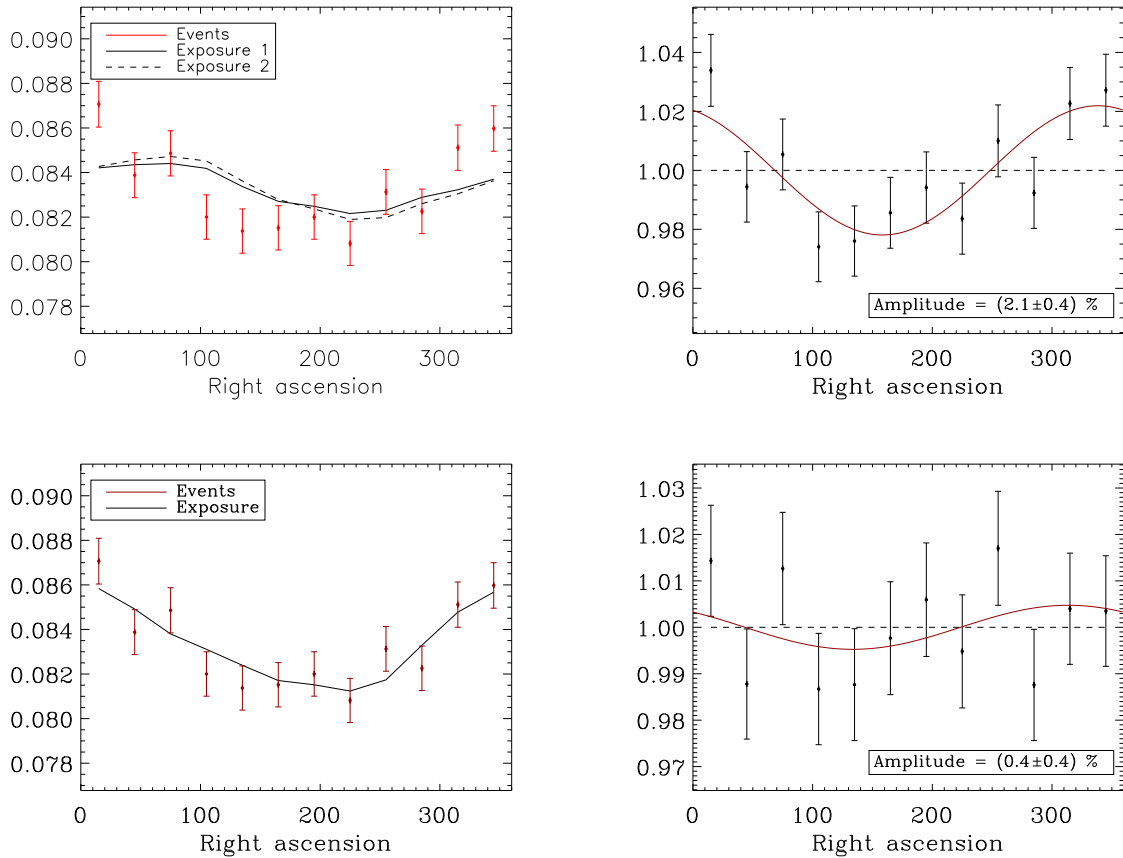 0.090
0.088
0.086
0.084
0.082
0.080
0.078
Events
Exposure 1
Exposure 2
0 100 200 300
Right ascension
1.04
1.02
1.00
0.98
0.96
Amplitude = (2.1±0.4) %
0 100 200 300
Right ascension
0.090
0.088
0.086
0.084
0.082
0.080
0.078
Events
Exposure
0 100 200 300
Right ascension
1.03
1.02
1.01
1.00
0.99
0.98
0.97
Amplitude = (0.4±0.4) %
0 100 200 300
Right ascension